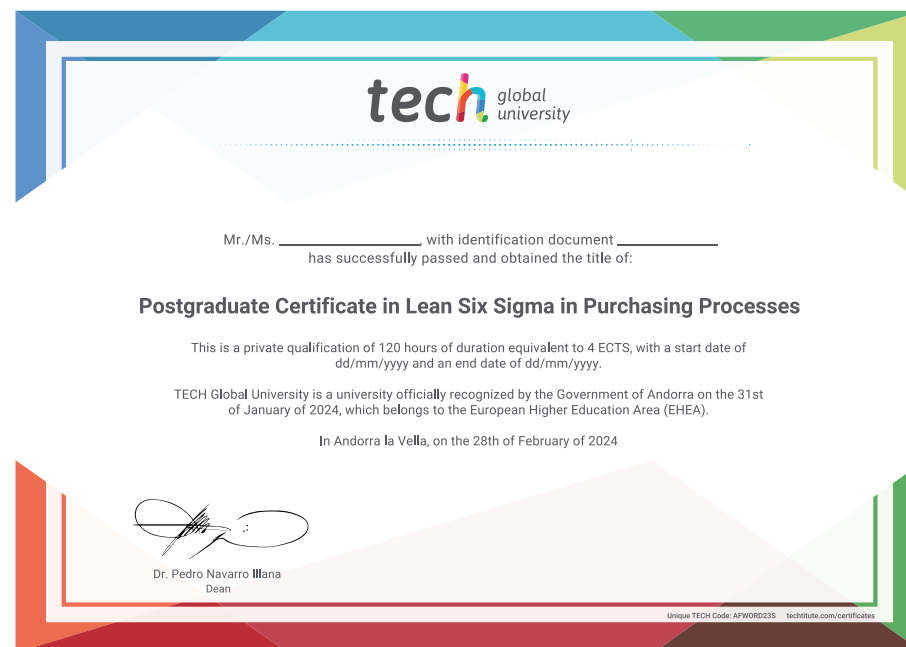 tech global university
Mr./Ms. ________________, with identification document ____________
has successfully passed and obtained the title of:
Postgraduate Certificate in Lean Six Sigma in Purchasing Processes
This is a private qualification of 120 hours of duration equivalent to 4 ECTS, with a start date of
dd/mm/yyyy and an end date of dd/mm/yyyy.
TECH Global University is a university officially recognized by the Government of Andorra on the 31st
of January of 2024, which belongs to the European Higher Education Area (EHEA).
In Andorra la Vella, on the 28th of February of 2024
Dr. Pedro Navarro Illana
Dean
Unique TECH Code: AFWORD23S techtitute.com/certificates